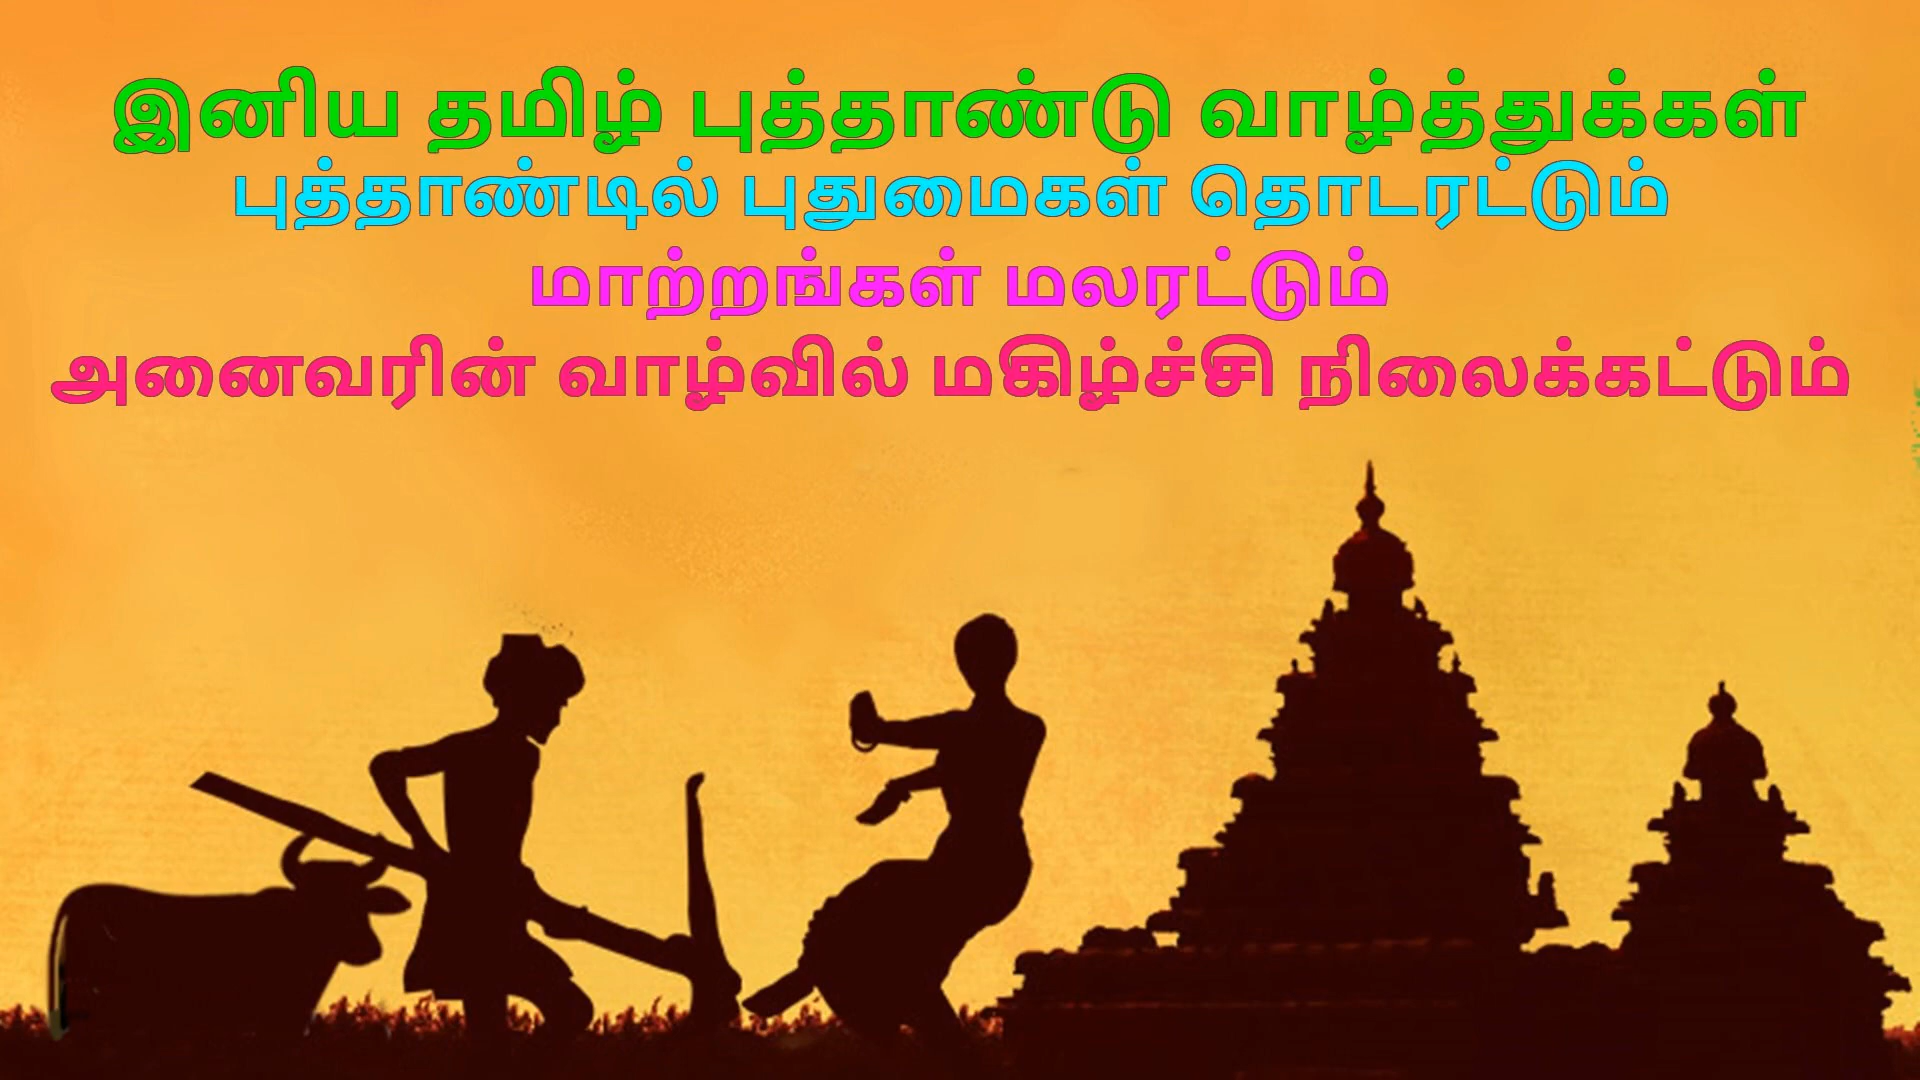 இனிய தமிழ் புத்தாண்டு வாழ்த்துக்கள்
புத்தாண்டில் புதுமைகள் தொடரட்டும்
மாற்றங்கள் மலரட்டும்
அனைவரின் வாழ்வில் மகிழ்ச்சி நிலைக்கட்டும்